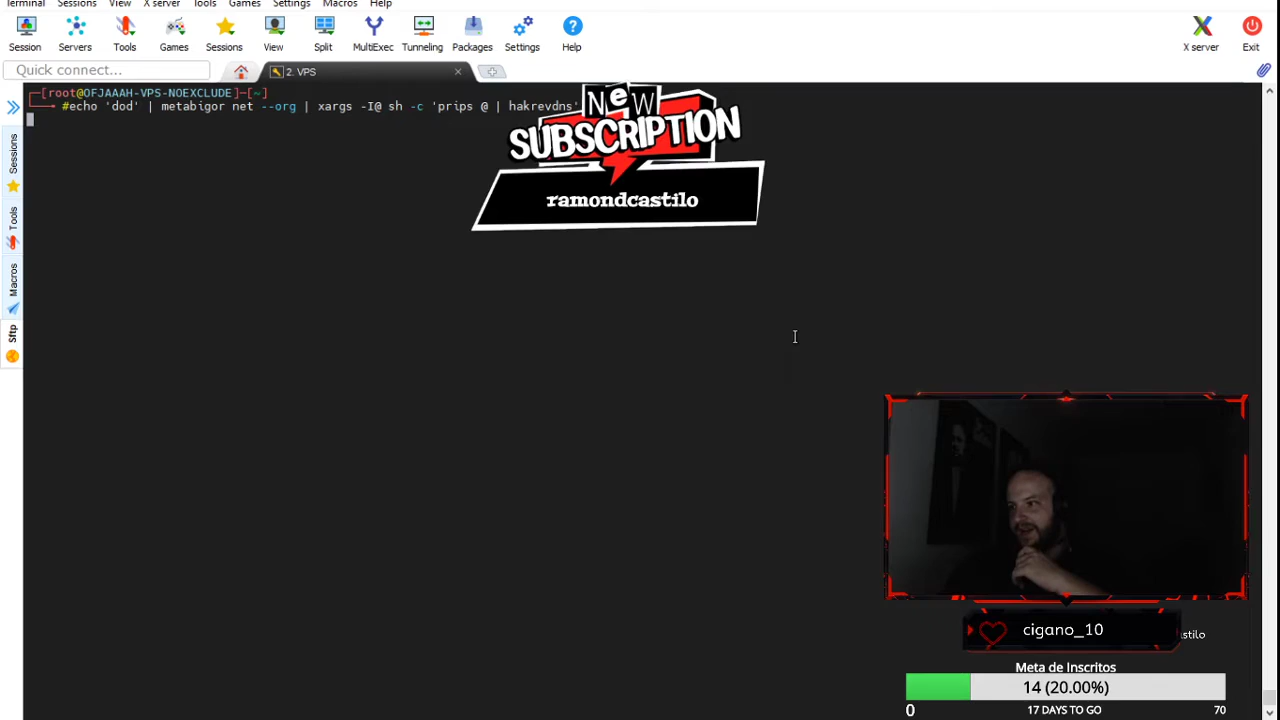 Terminal Sessions View X server Tools Games Settings Macros Help
Session Servers Tools Games Sessions View Split MultiExec Tunneling Packages Settings Help X server Exit
Quick connect... 2. VPS
[root@OFJAAAH-VPS-NOEXCLUDE]-[~]
#echo 'dod' | metabigor net --org | xargs -I@ sh -c 'prips @ | hakrevdns'
New
SUBSCRIPTION
ramondcastilo
Sessions
Tools
Macros
Sftp
cigano_10
stilo
Meta de Inscritos
14 (20.00%)
0 17 DAYS TO GO 70